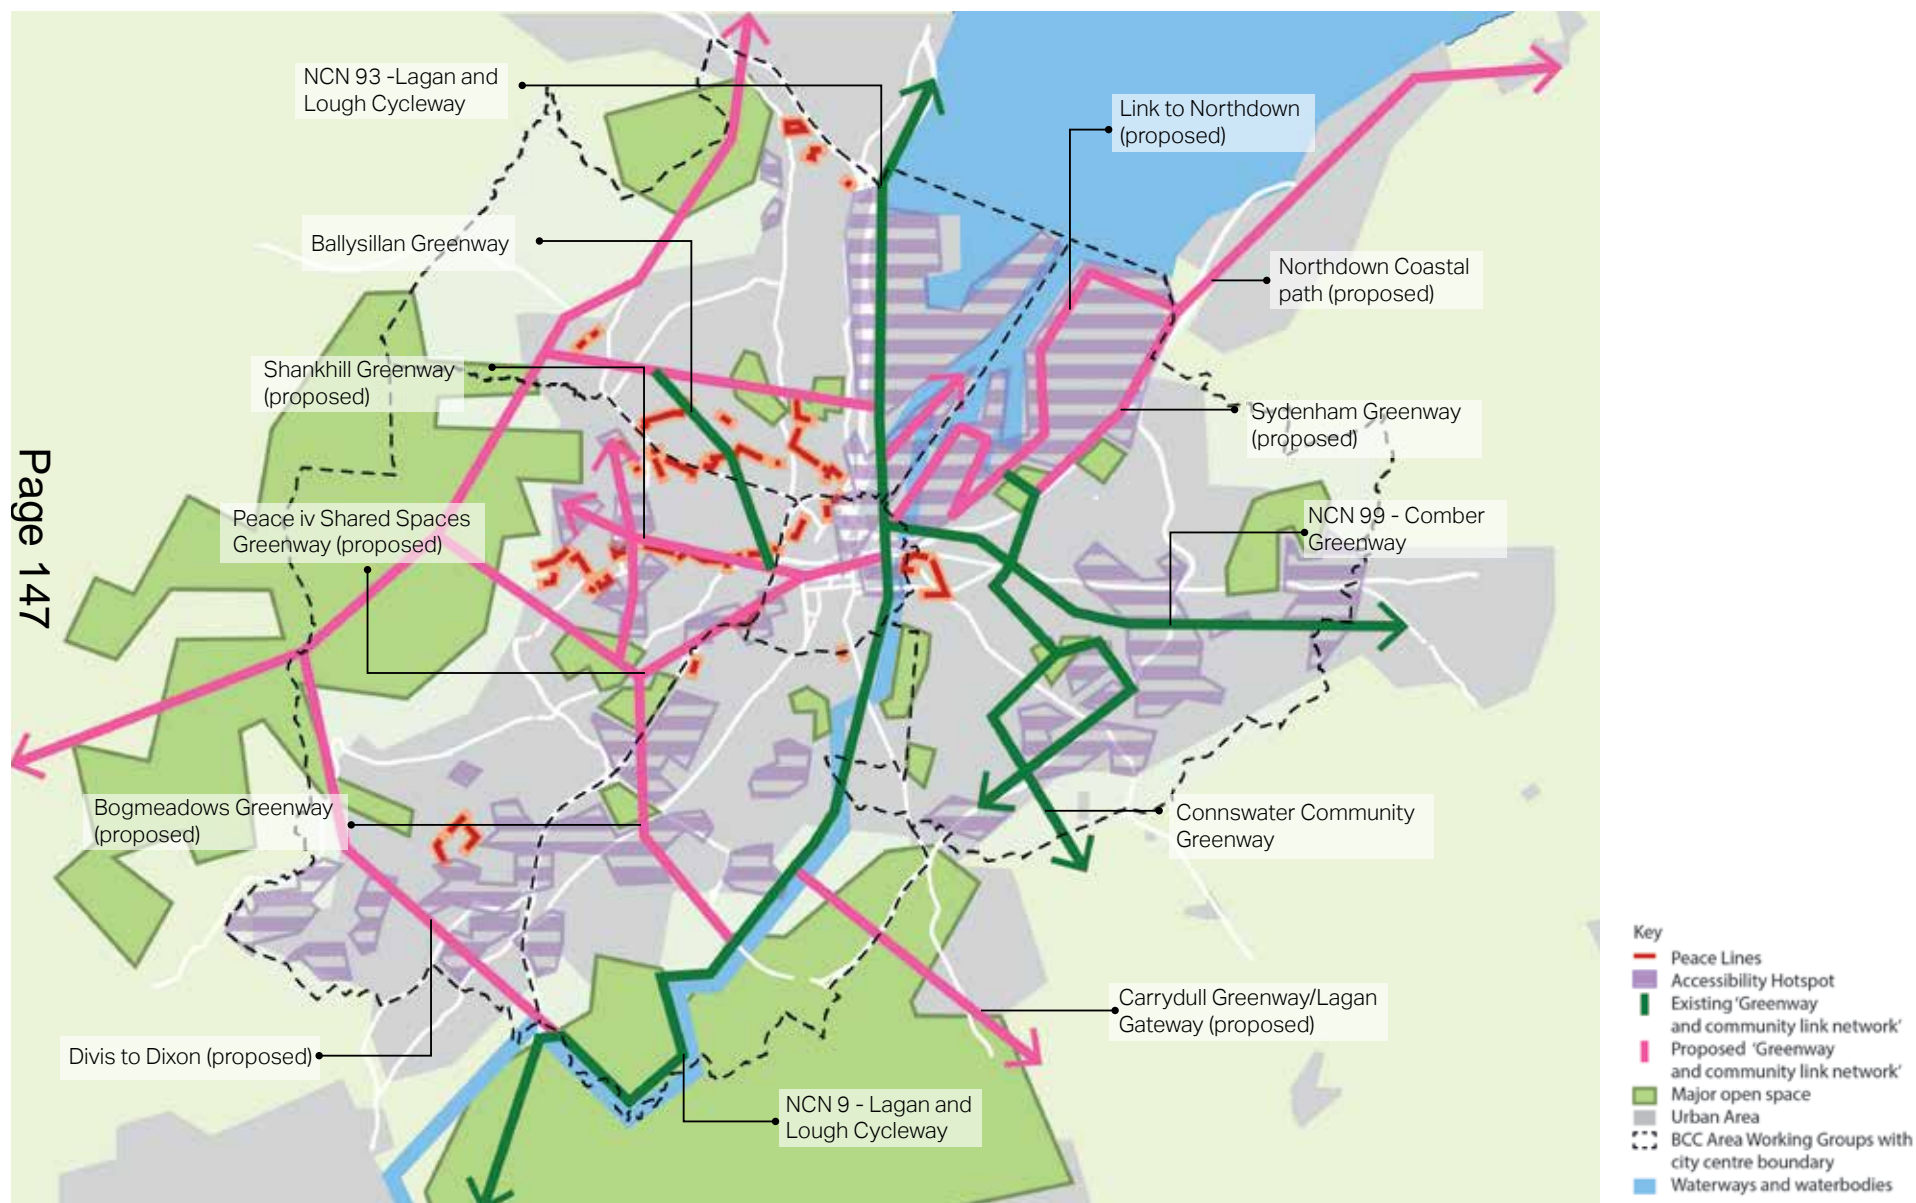 NCN 93 -Lagan and
Lough Cycleway
Link to Northdown
(proposed)
Ballysillan Greenway
Northdown Coastal
path (proposed)
Shankhill Greenway
(proposed)
Sydenham Greenway
(proposed)
Page 147
Peace iv Shared Spaces
Greenway (proposed)
NCN 99 - Comber
Greenway
Bogmeadows Greenway
(proposed)
Connswater Community
Greenway
Carrydull Greenway/Lagan
Gateway (proposed)
Divis to Dixon (proposed)
NCN 9 - Lagan and
Lough Cycleway
Key
Peace Lines
Accessibility Hotspot
Existing 'Greenway
and community link network'
Proposed 'Greenway
and community link network'
Major open space
Urban Area
BCC Area Working Groups with
city centre boundary
Waterways and waterbodies